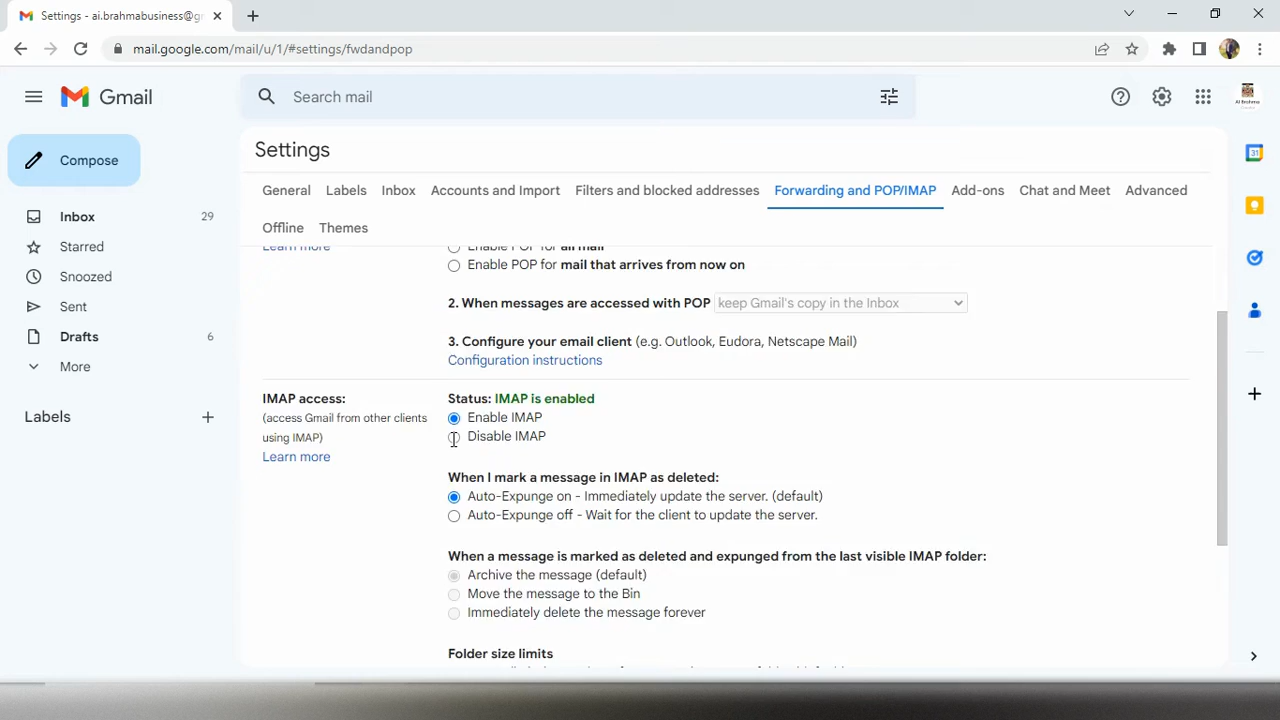 Settings - ai.brahmabusiness@g
mail.google.com/mail/u/1/#settings/fwdandpop
Gmail
Search mail
Compose
Inbox 29
Starred
Snoozed
Sent
Drafts 6
More
Labels
Settings
General Labels Inbox Accounts and Import Filters and blocked addresses Forwarding and POP/IMAP Add-ons Chat and Meet Advanced
Offline Themes
Learn more
Enable POP for all mail
Enable POP for mail that arrives from now on
2. When messages are accessed with POP keep Gmail's copy in the Inbox
3. Configure your email client (e.g. Outlook, Eudora, Netscape Mail)
Configuration instructions
IMAP access:
(access Gmail from other clients
using IMAP)
Learn more
Status: IMAP is enabled
Enable IMAP
Disable IMAP
When I mark a message in IMAP as deleted:
Auto-Expunge on - Immediately update the server. (default)
Auto-Expunge off - Wait for the client to update the server.
When a message is marked as deleted and expunged from the last visible IMAP folder:
Archive the message (default)
Move the message to the Bin
Immediately delete the message forever
Folder size limits
31